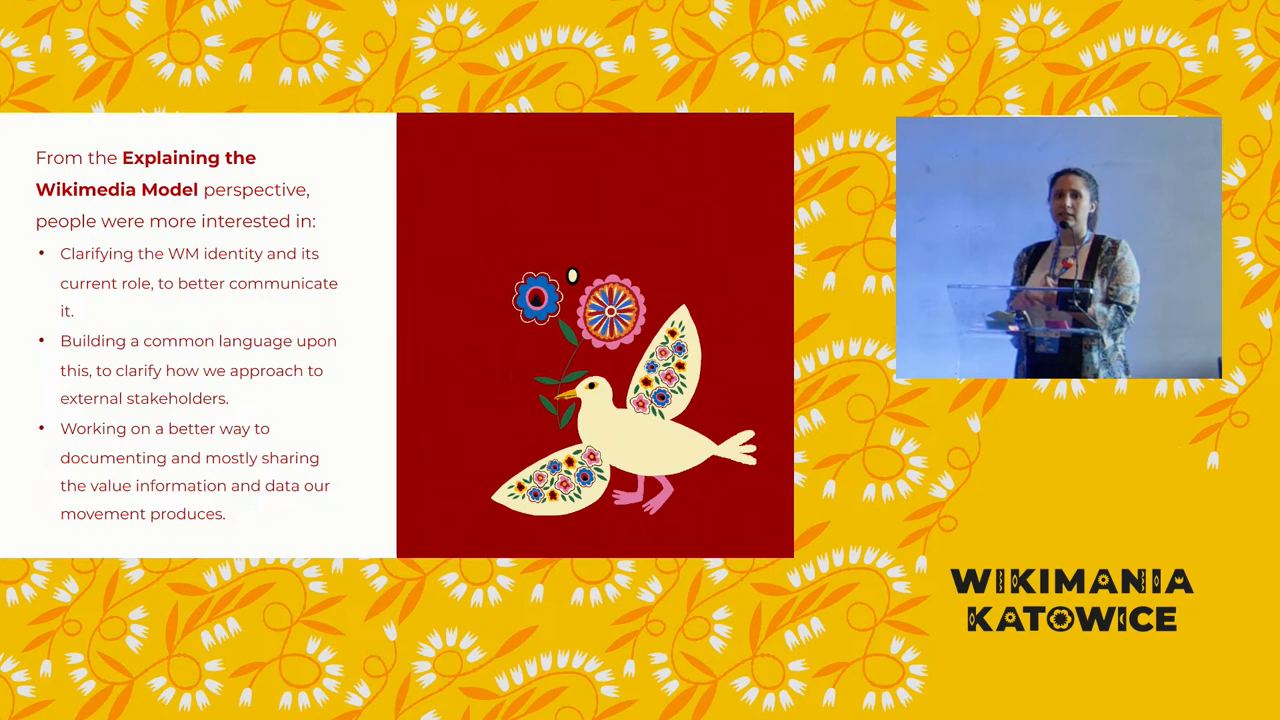 From the Explaining the
Wikimedia Model perspective,
people were more interested in:
• Clarifying the WM identity and its
current role, to better communicate
it.
• Building a common language upon
this, to clarify how we approach to
external stakeholders.
• Working on a better way to
documenting and mostly sharing
the value information and data our
movement produces.
WIKIMANIA
KATOWICE